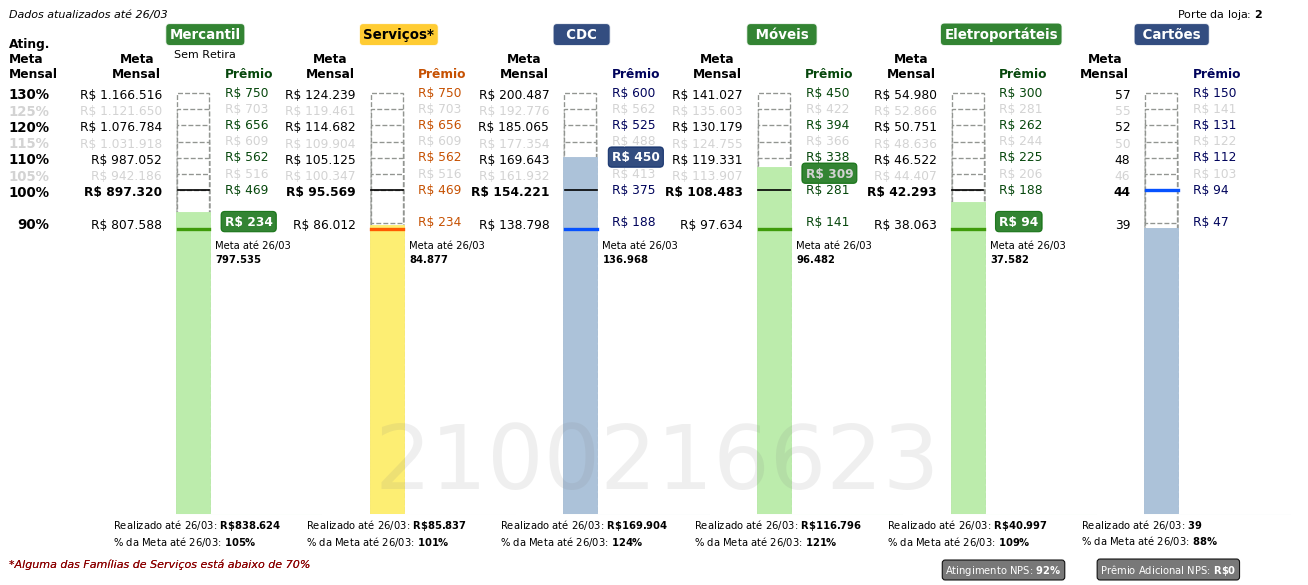 Dados atualizados até 26/03 Porte da loja: 2
Mercantil Serviços* CDC Móveis Eletroportáteis Cartões
Sem Retira
Ating. Meta Mensal Meta Mensal Prêmio Meta Mensal Prêmio Meta Mensal Prêmio Meta Mensal Prêmio Meta Mensal Prêmio Meta Mensal Prêmio
130% R$ 1.166.516 R$ 750 R$ 124.239 R$ 750 R$ 200.487 R$ 600 R$ 141.027 R$ 450 R$ 54.980 R$ 300 57 R$ 150
125% R$ 1.121.650 R$ 703 R$ 119.461 R$ 703 R$ 192.776 R$ 562 R$ 135.603 R$ 422 R$ 52.866 R$ 281 55 R$ 141
120% R$ 1.076.784 R$ 656 R$ 114.682 R$ 656 R$ 185.065 R$ 525 R$ 130.179 R$ 394 R$ 50.751 R$ 262 52 R$ 131
115% R$ 1.031.918 R$ 609 R$ 109.904 R$ 609 R$ 177.354 R$ 488 R$ 124.755 R$ 366 R$ 48.636 R$ 244 50 R$ 122
110% R$ 987.052 R$ 562 R$ 105.125 R$ 562 R$ 169.643 R$ 450 R$ 119.331 R$ 338 R$ 46.522 R$ 225 48 R$ 112
105% R$ 942.186 R$ 516 R$ 100.347 R$ 516 R$ 161.932 R$ 413 R$ 113.907 R$ 309 R$ 44.407 R$ 206 46 R$ 103
100% R$ 897.320 R$ 469 R$ 95.569 R$ 469 R$ 154.221 R$ 375 R$ 108.483 R$ 281 R$ 42.293 R$ 188 44 R$ 94
90% R$ 807.588 R$ 234 R$ 86.012 R$ 234 R$ 138.798 R$ 188 R$ 97.634 R$ 141 R$ 38.063 R$ 94 39 R$ 47
Meta até 26/03 Meta até 26/03 Meta até 26/03 Meta até 26/03 Meta até 26/03
797.535 84.877 136.968 96.482 37.582
2100216623
Realizado até 26/03: R$838.624 Realizado até 26/03: R$85.837 Realizado até 26/03: R$169.904 Realizado até 26/03: R$116.796 Realizado até 26/03: R$40.997 Realizado até 26/03: 39
% da Meta até 26/03: 105% % da Meta até 26/03: 101% % da Meta até 26/03: 124% % da Meta até 26/03: 121% % da Meta até 26/03: 109% % da Meta até 26/03: 88%
*Alguma das Famílias de Serviços está abaixo de 70% Atingimento NPS: 92% Prêmio Adicional NPS: R$0